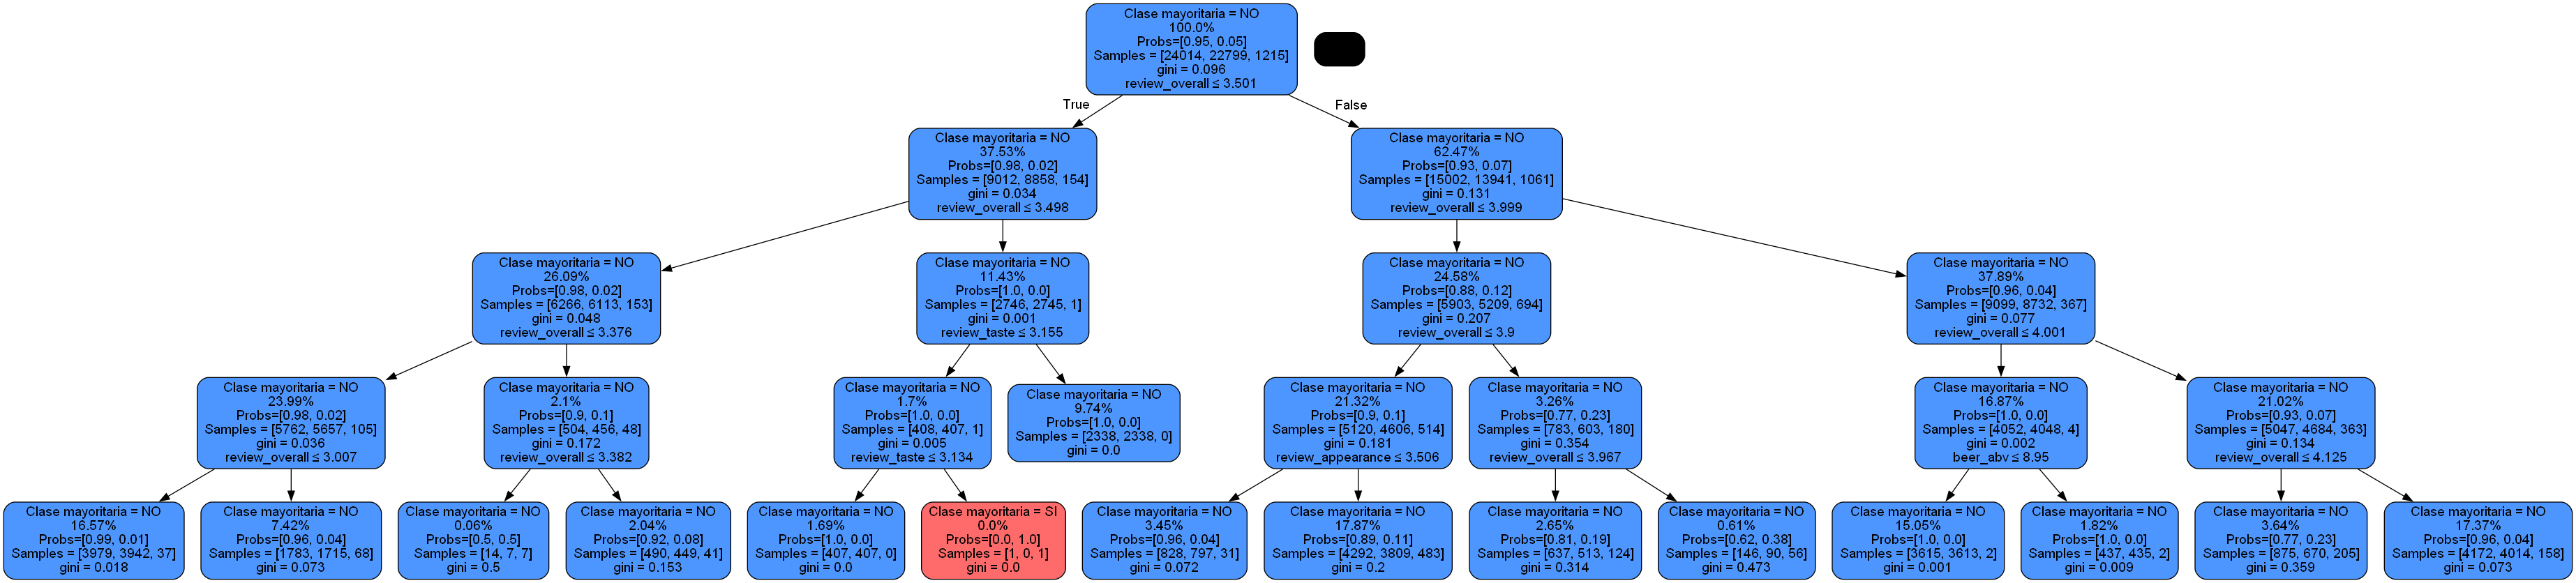 Clase mayoritaria = NO
100.0%
Probs=[0.95, 0.05]
Samples = [24014, 22799, 1215]
gini = 0.096
review_overall ≤ 3.501
True
False
Clase mayoritaria = NO
37.53%
Probs=[0.98, 0.02]
Samples = [9012, 8858, 154]
gini = 0.034
review_overall ≤ 3.498
Clase mayoritaria = NO
62.47%
Probs=[0.93, 0.07]
Samples = [15002, 13941, 1061]
gini = 0.131
review_overall ≤ 3.999
Clase mayoritaria = NO
26.09%
Probs=[0.98, 0.02]
Samples = [6266, 6113, 153]
gini = 0.048
review_overall ≤ 3.376
Clase mayoritaria = NO
11.43%
Probs=[1.0, 0.0]
Samples = [2746, 2745, 1]
gini = 0.001
review_taste ≤ 3.155
Clase mayoritaria = NO
24.58%
Probs=[0.88, 0.12]
Samples = [5903, 5209, 694]
gini = 0.207
review_overall ≤ 3.9
Clase mayoritaria = NO
37.89%
Probs=[0.96, 0.04]
Samples = [9099, 8732, 367]
gini = 0.077
review_overall ≤ 4.001
Clase mayoritaria = NO
23.99%
Probs=[0.98, 0.02]
Samples = [5762, 5657, 105]
gini = 0.036
review_overall ≤ 3.007
Clase mayoritaria = NO
2.1%
Probs=[0.9, 0.1]
Samples = [504, 456, 48]
gini = 0.172
review_overall ≤ 3.382
Clase mayoritaria = NO
1.7%
Probs=[1.0, 0.0]
Samples = [408, 407, 1]
gini = 0.005
review_taste ≤ 3.134
Clase mayoritaria = NO
9.74%
Probs=[1.0, 0.0]
Samples = [2338, 2338, 0]
gini = 0.0
Clase mayoritaria = NO
21.32%
Probs=[0.9, 0.1]
Samples = [5120, 4606, 514]
gini = 0.181
review_appearance ≤ 3.506
Clase mayoritaria = NO
3.26%
Probs=[0.77, 0.23]
Samples = [783, 603, 180]
gini = 0.354
review_overall ≤ 3.967
Clase mayoritaria = NO
16.87%
Probs=[1.0, 0.0]
Samples = [4052, 4048, 4]
gini = 0.002
beer_abv ≤ 8.95
Clase mayoritaria = NO
21.02%
Probs=[0.93, 0.07]
Samples = [5047, 4684, 363]
gini = 0.134
review_overall ≤ 4.125
Clase mayoritaria = NO
16.57%
Probs=[0.99, 0.01]
Samples = [3979, 3942, 37]
gini = 0.018
Clase mayoritaria = NO
7.42%
Probs=[0.96, 0.04]
Samples = [1783, 1715, 68]
gini = 0.073
Clase mayoritaria = NO
0.06%
Probs=[0.5, 0.5]
Samples = [14, 7, 7]
gini = 0.5
Clase mayoritaria = NO
2.04%
Probs=[0.92, 0.08]
Samples = [490, 449, 41]
gini = 0.153
Clase mayoritaria = NO
1.69%
Probs=[1.0, 0.0]
Samples = [407, 407, 0]
gini = 0.0
Clase mayoritaria = SI
0.0%
Probs=[0.0, 1.0]
Samples = [1, 0, 1]
gini = 0.0
Clase mayoritaria = NO
3.45%
Probs=[0.96, 0.04]
Samples = [828, 797, 31]
gini = 0.072
Clase mayoritaria = NO
17.87%
Probs=[0.89, 0.11]
Samples = [4292, 3809, 483]
gini = 0.2
Clase mayoritaria = NO
2.65%
Probs=[0.81, 0.19]
Samples = [637, 513, 124]
gini = 0.314
Clase mayoritaria = NO
0.61%
Probs=[0.62, 0.38]
Samples = [146, 90, 56]
gini = 0.473
Clase mayoritaria = NO
15.05%
Probs=[1.0, 0.0]
Samples = [3615, 3613, 2]
gini = 0.001
Clase mayoritaria = NO
1.82%
Probs=[1.0, 0.0]
Samples = [437, 435, 2]
gini = 0.009
Clase mayoritaria = NO
3.64%
Probs=[0.77, 0.23]
Samples = [875, 670, 205]
gini = 0.359
Clase mayoritaria = NO
17.37%
Probs=[0.96, 0.04]
Samples = [4172, 4014, 158]
gini = 0.073